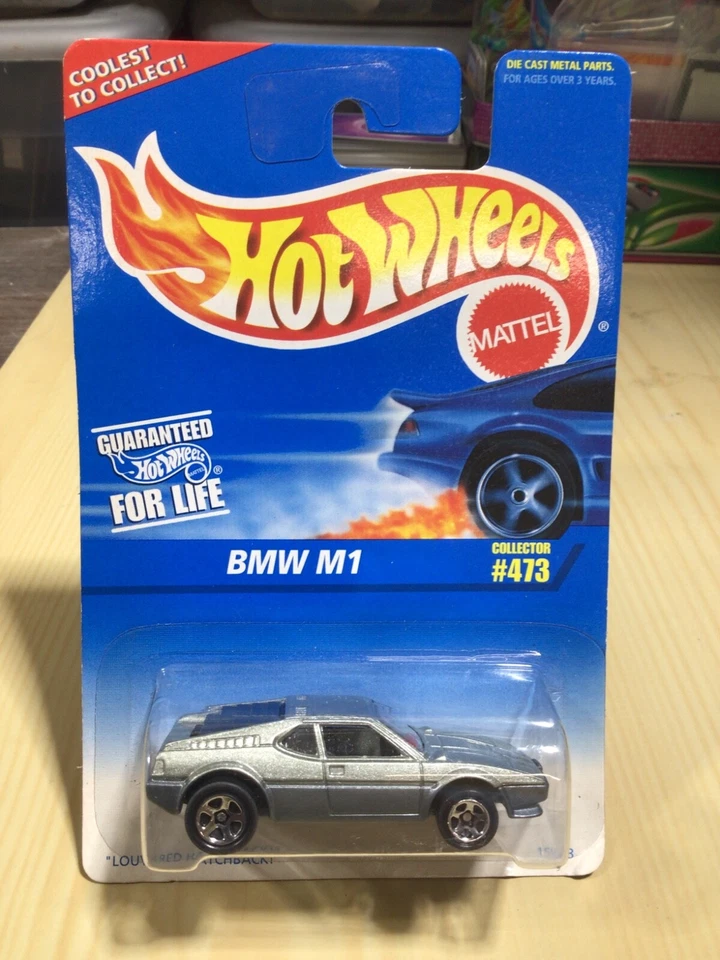 COOLEST
TO COLLECT!
DIE CAST METAL PARTS.
FOR AGES OVER 3 YEARS.
HOT WHEELS
MATTEL
®
GUARANTEED
HOT WHEELS
®
FOR LIFE
BMW M1
COLLECTOR
#473
HATCHBACK!